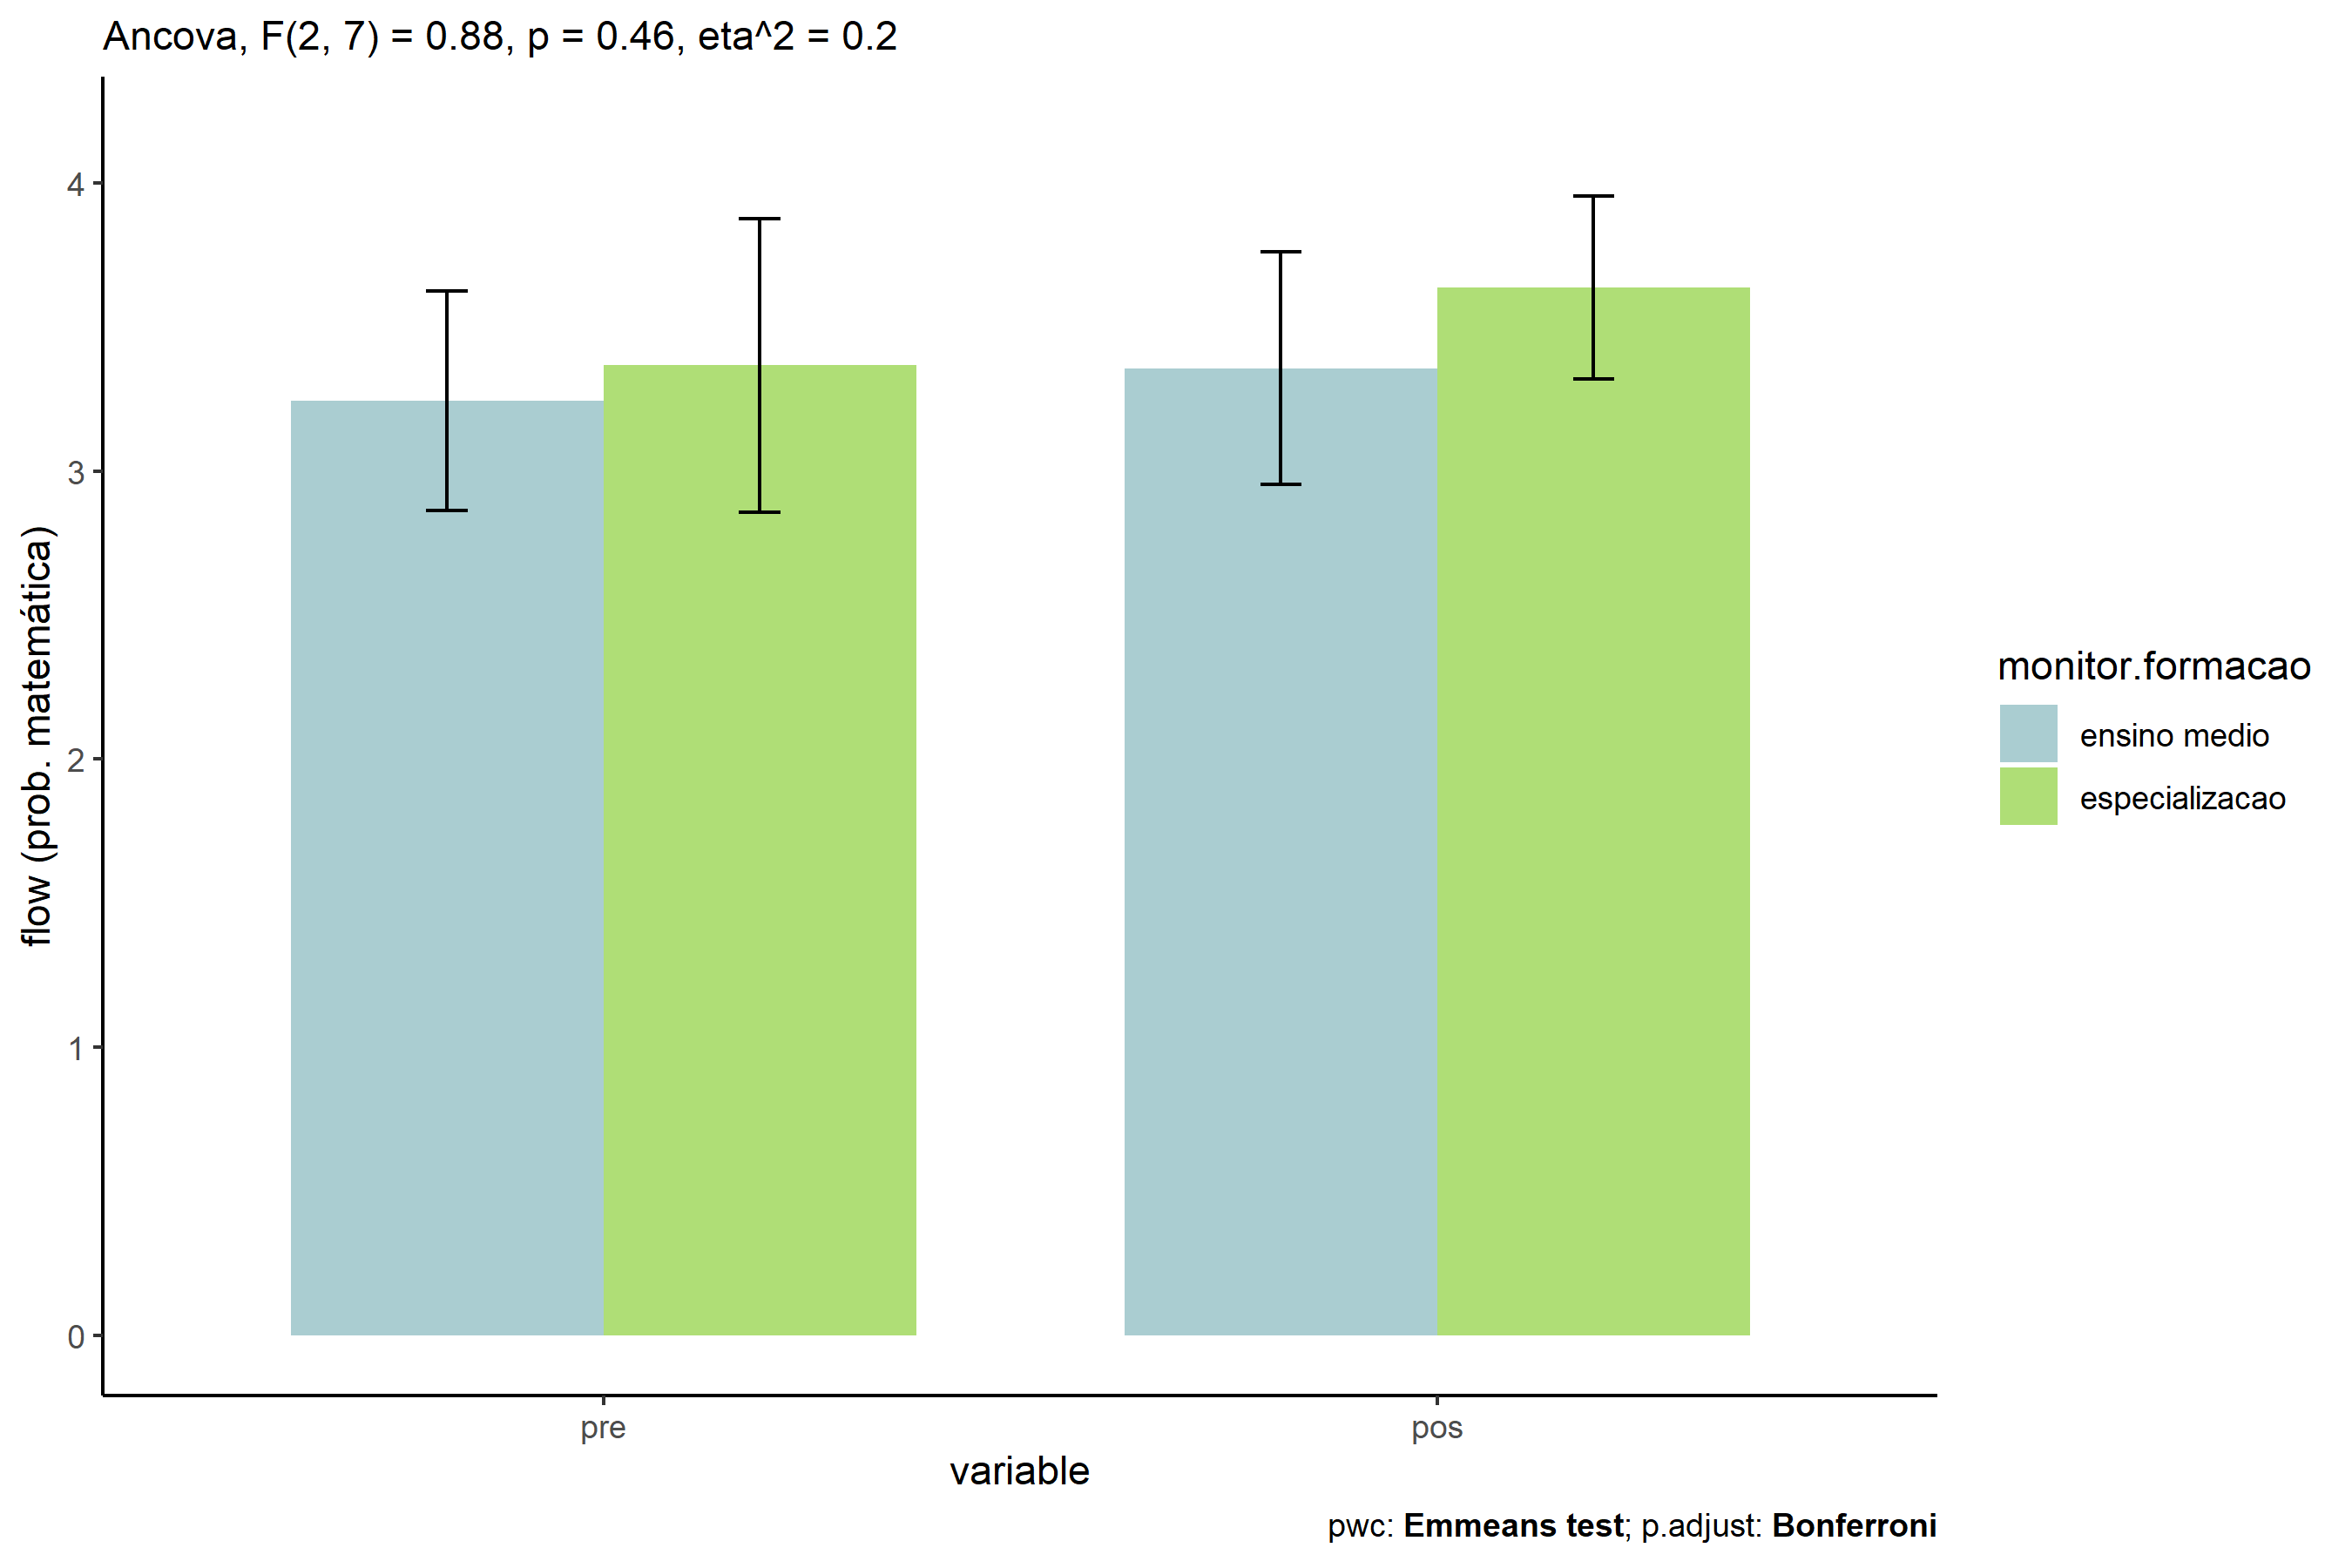 Ancova, F(2, 7) = 0.88, p = 0.46, eta^2 = 0.2
4
3
2
1
0
flow (prob. matemática)
pre
pos
variable
monitor.formacao
ensino medio
especializacao
pwc: Emmeans test; p.adjust: Bonferroni